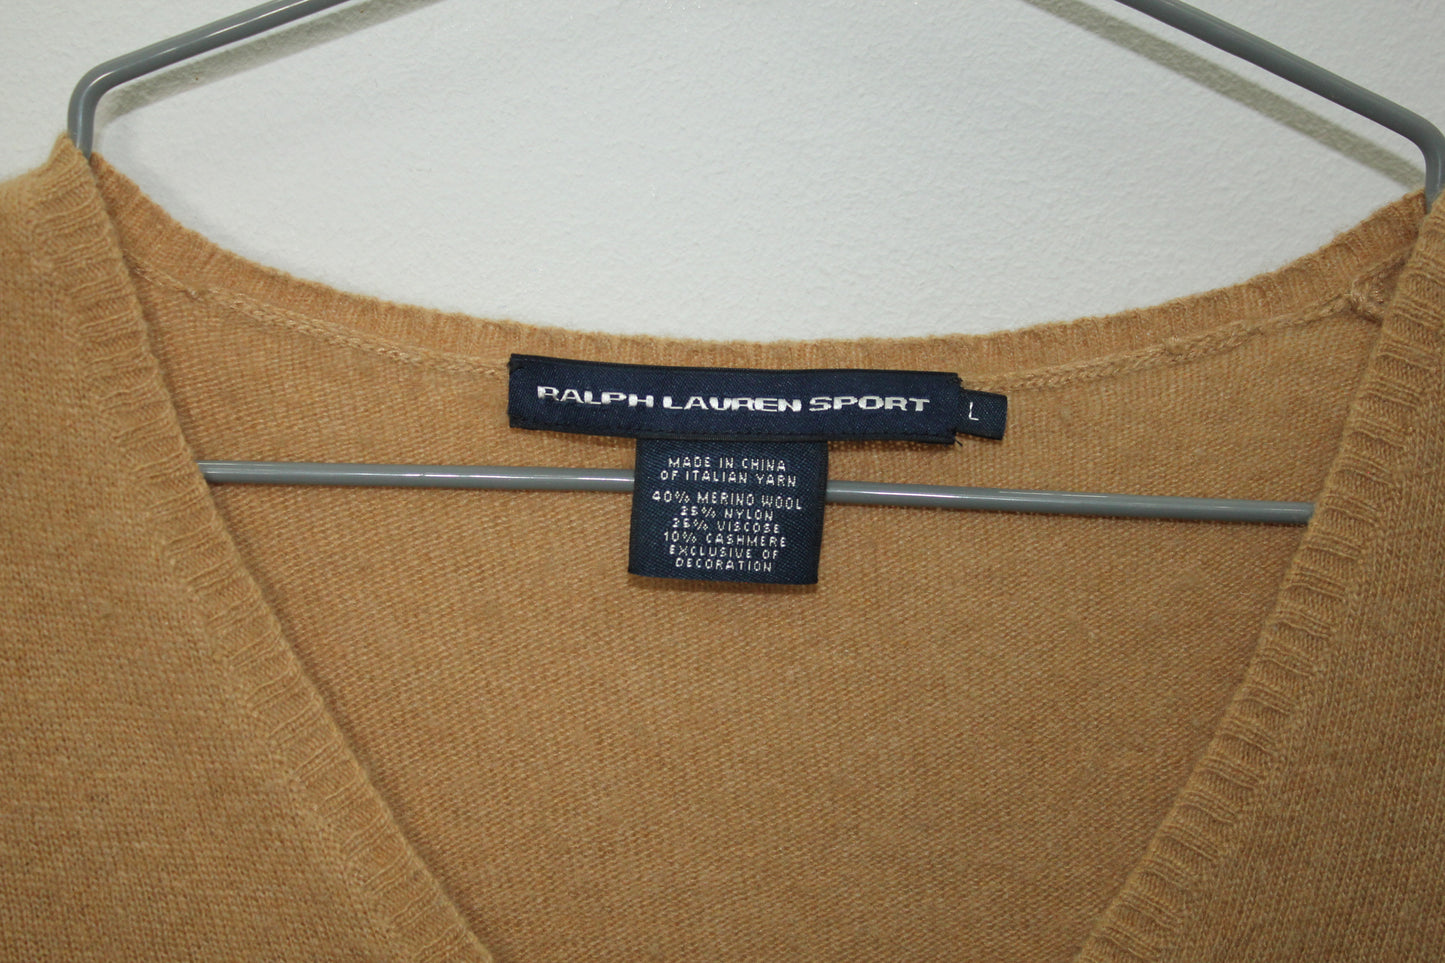 RALPH LAUREN SPORT
L
MADE IN CHINA
OF ITALIAN YARN
40% MERINO WOOL
25% NYLON
25% VISCOSE
10% CASHMERE
EXCLUSIVE OF
DECORATION